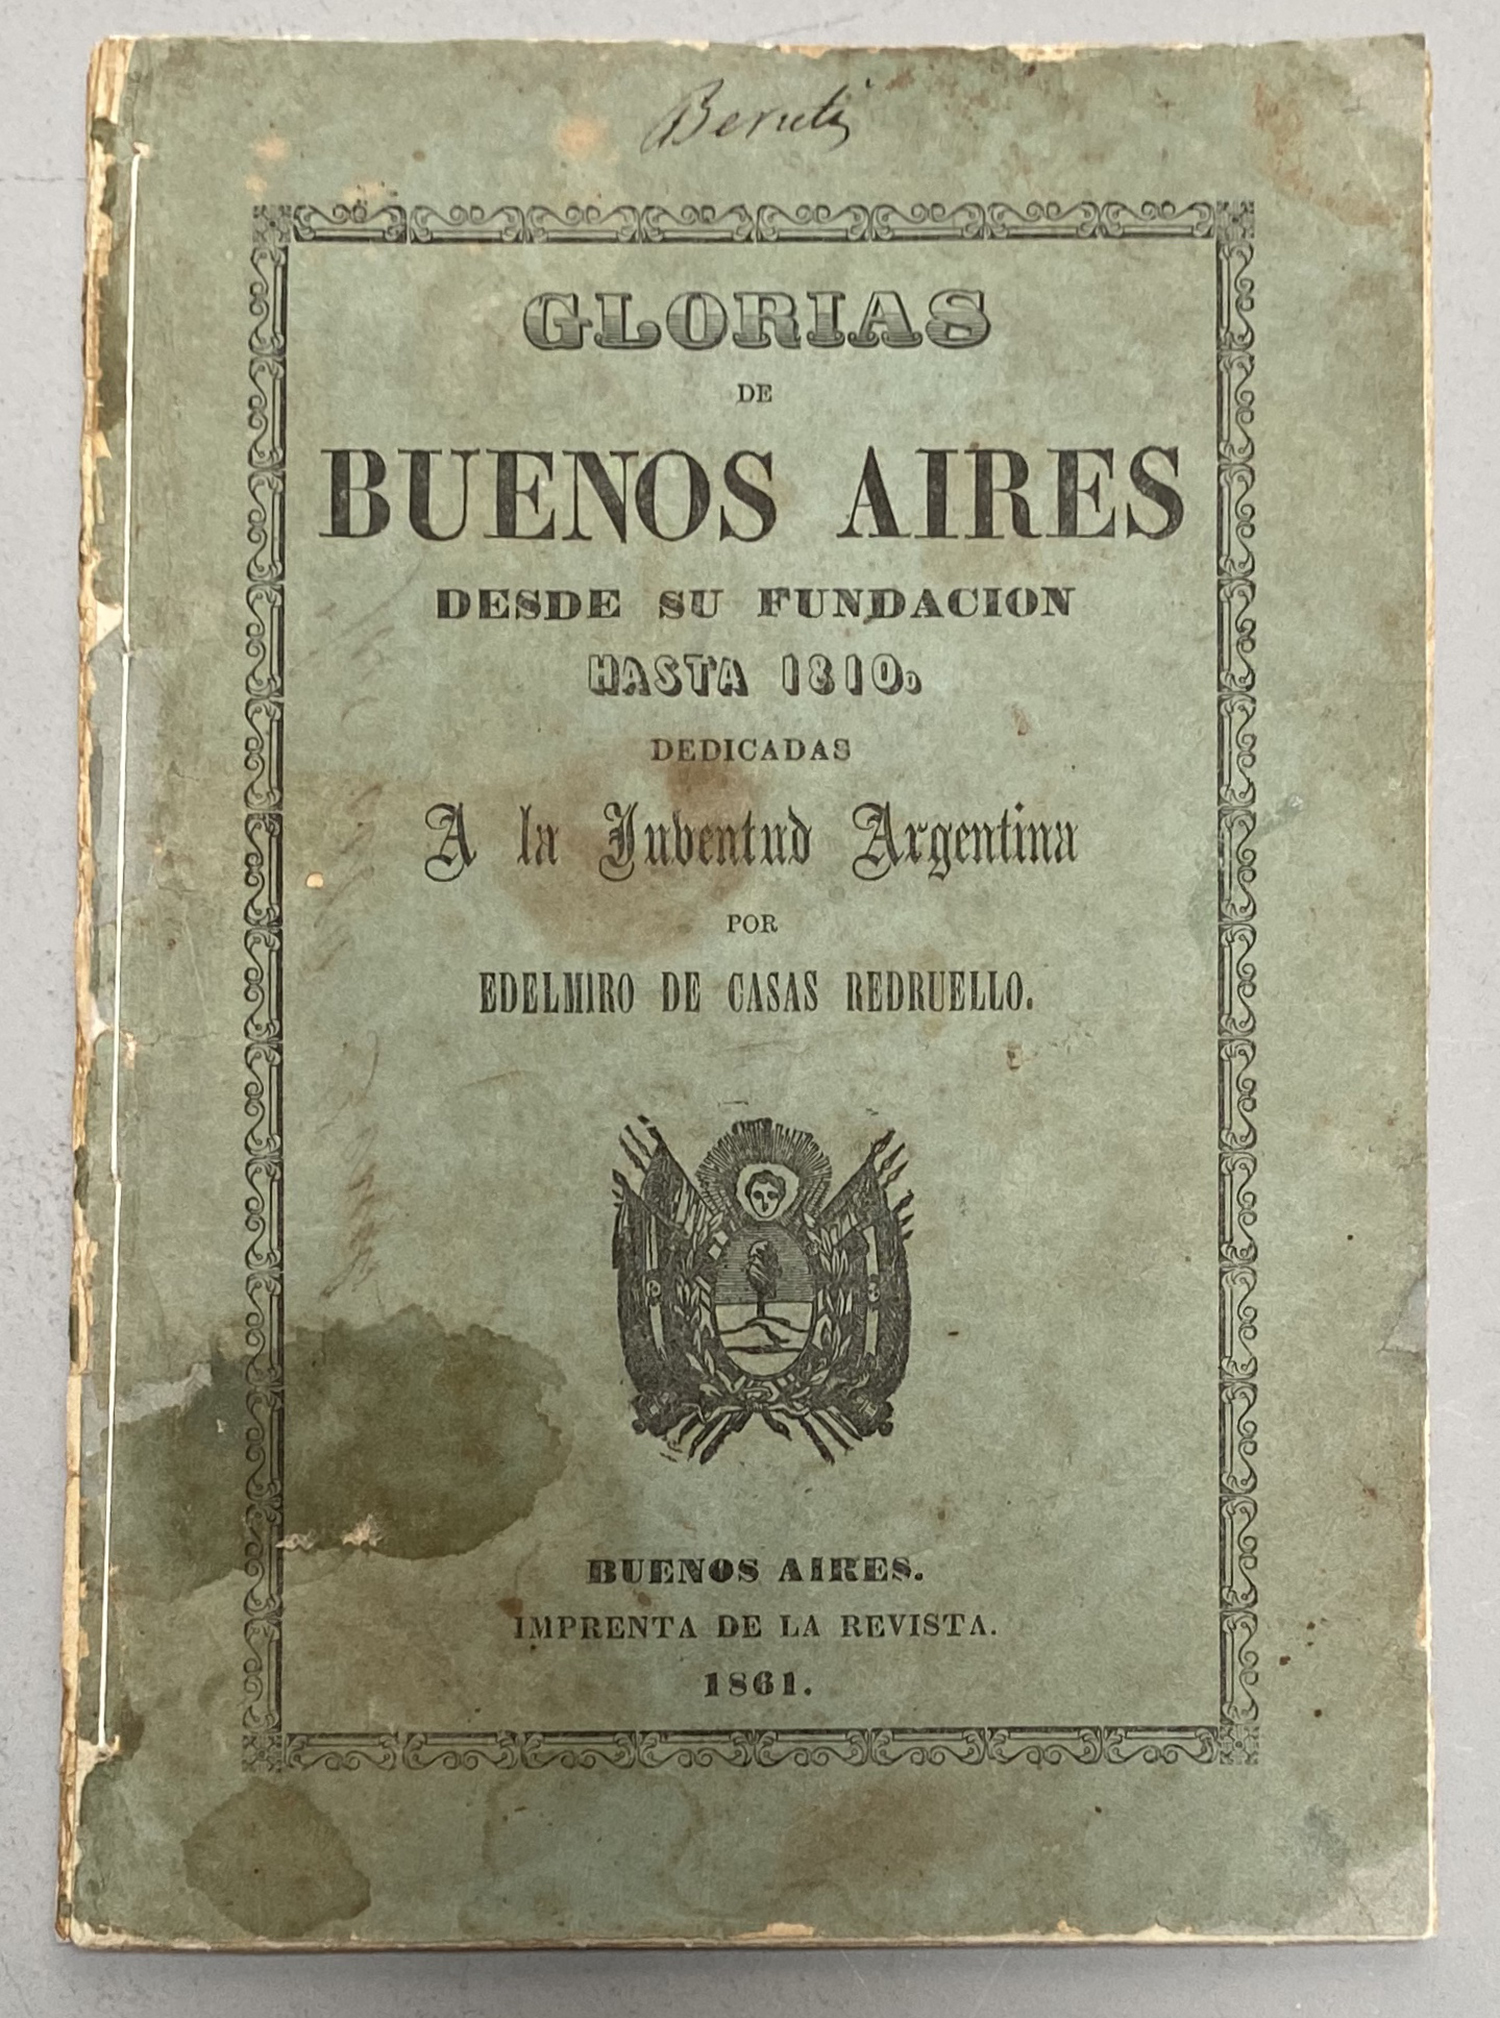 Beruti
GLORIAS
DE
BUENOS AIRES
DESDE SU FUNDACION
HASTA 1810.
DEDICADAS
A la Juventud Argentina
POR
EDELMIRO DE CASAS REDRUELLO.
BUENOS AIRES.
IMPRENTA DE LA REVISTA.
1861.